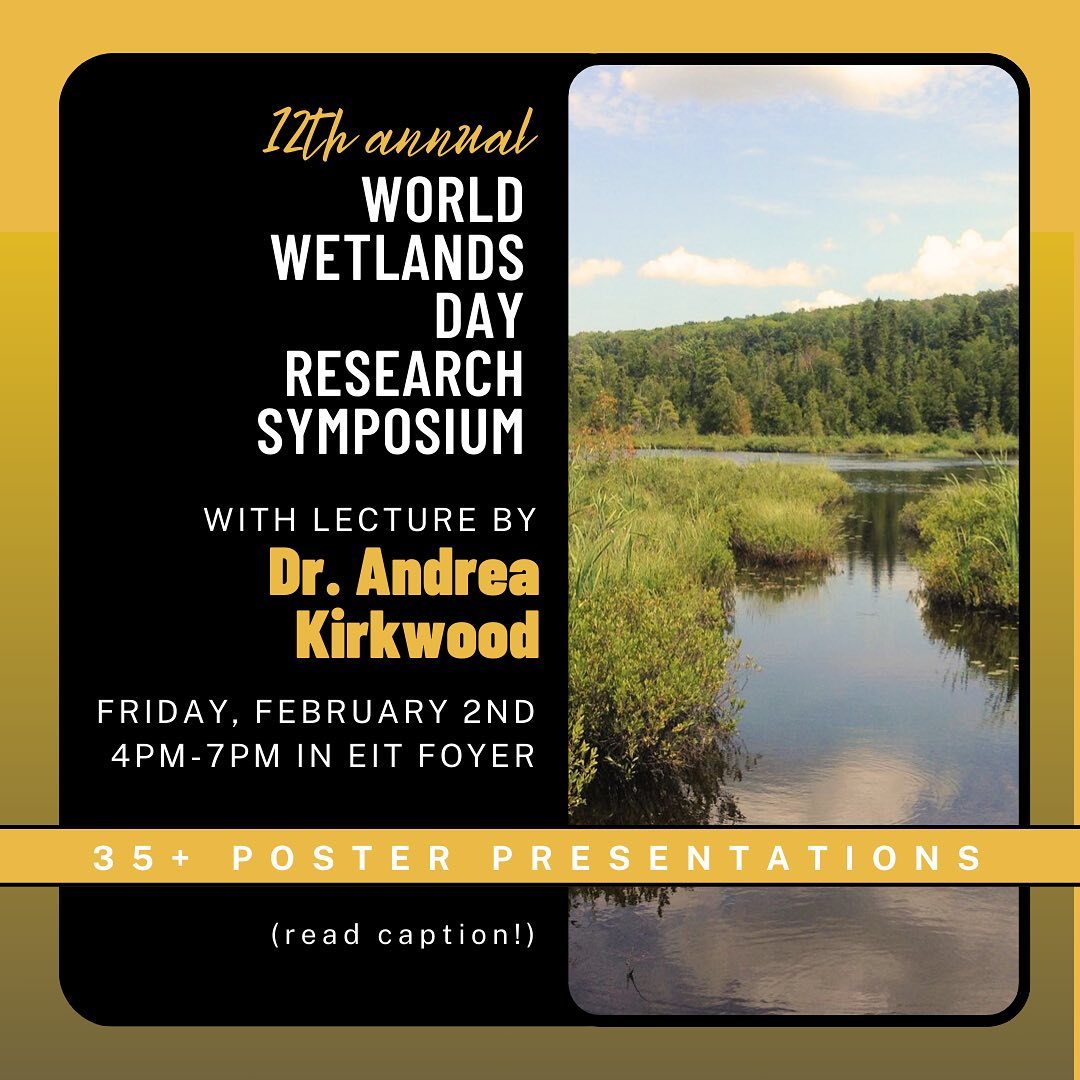 12th annual
WORLD
WETLANDS
DAY
RESEARCH
SYMPOSIUM
WITH LECTURE BY
Dr. Andrea
Kirkwood
FRIDAY, FEBRUARY 2ND
4PM-7PM IN EIT FOYER
35+ POSTER PRESENTATIONS
(read caption!)